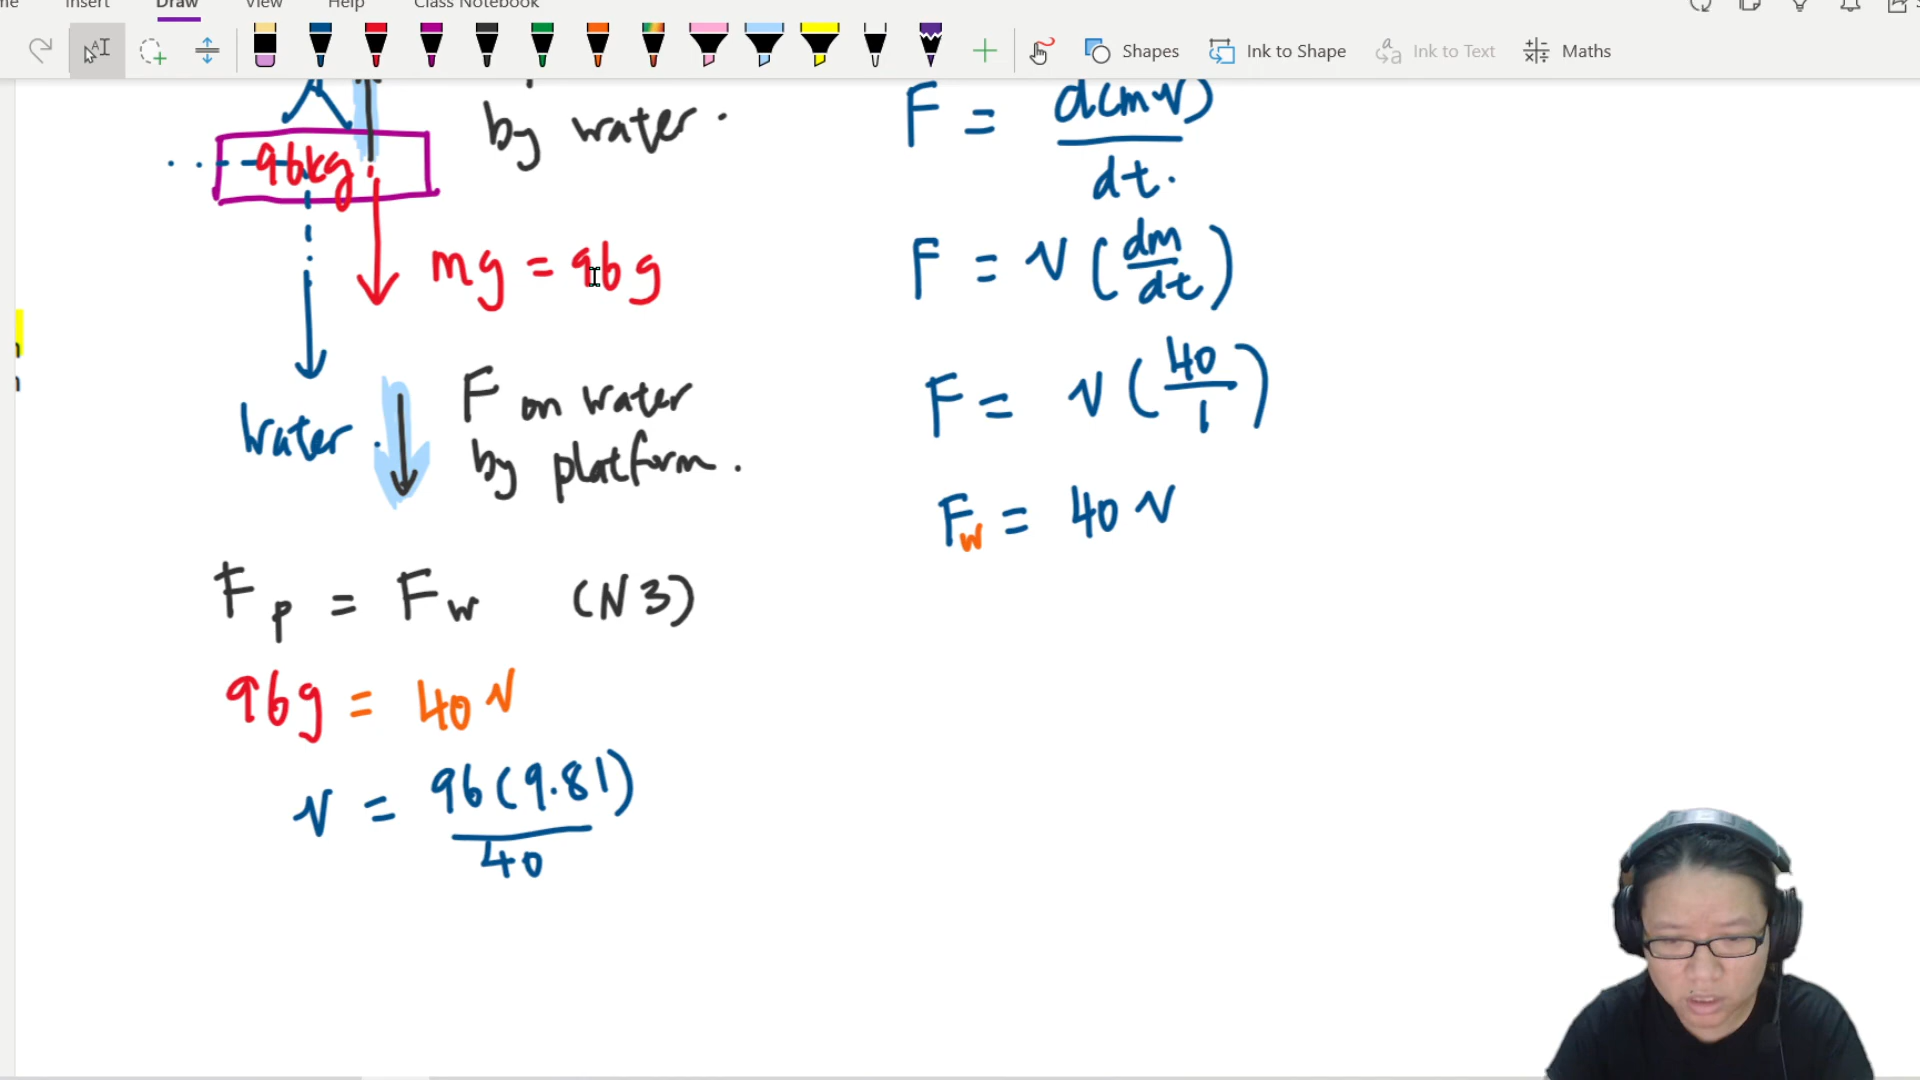 Insert Draw View Help Class Notebook
Shapes Ink to Shape Ink to Text Maths
by water.
96kg
mg = 96g
Water
F on water
by platform.
Fp = Fw (N3)
96g = 40v
v = 96(9.81)
40
F = d(mv)
dt.
F = v(dm
dt)
F = v(40
1)
Fw = 40v